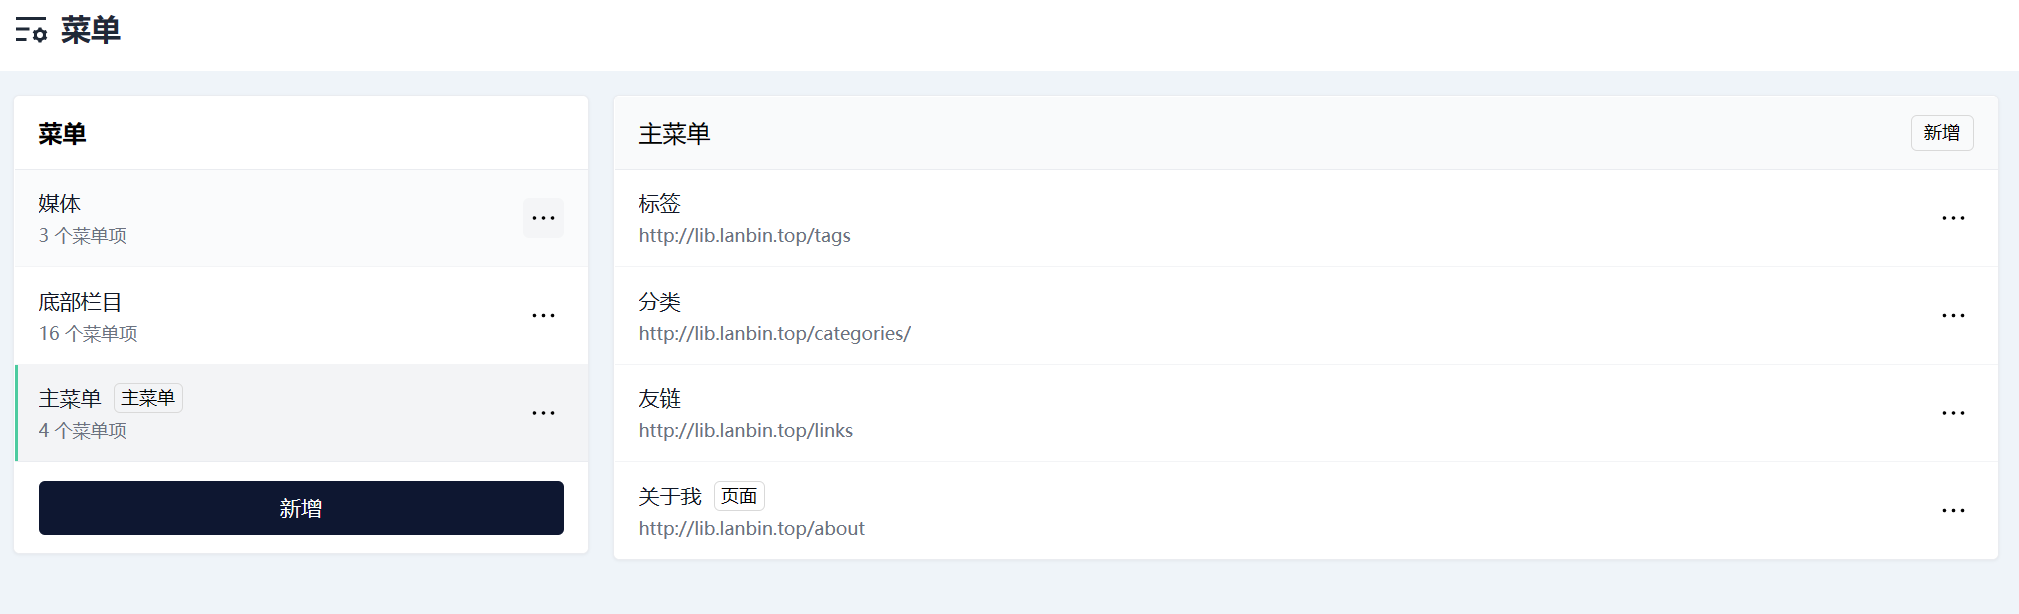 菜单
菜单
媒体
3 个菜单项
底部栏目
16 个菜单项
主菜单 主菜单
4 个菜单项
新增
主菜单 新增
标签
http://lib.lanbin.top/tags
分类
http://lib.lanbin.top/categories/
友链
http://lib.lanbin.top/links
关于我 页面
http://lib.lanbin.top/about